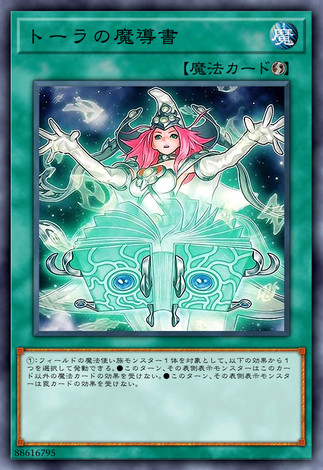 トーラの魔導書
魔
【魔法カード】
①:フィールドの魔法使い族モンスター１体を対象として、以下の効果から１
つを選択して発動できる。●このターン、その表側表示モンスターはこのカー
ド以外の魔法カードの効果を受けない。●このターン、その表側表示モンスタ
ーは罠カードの効果を受けない。
88616795